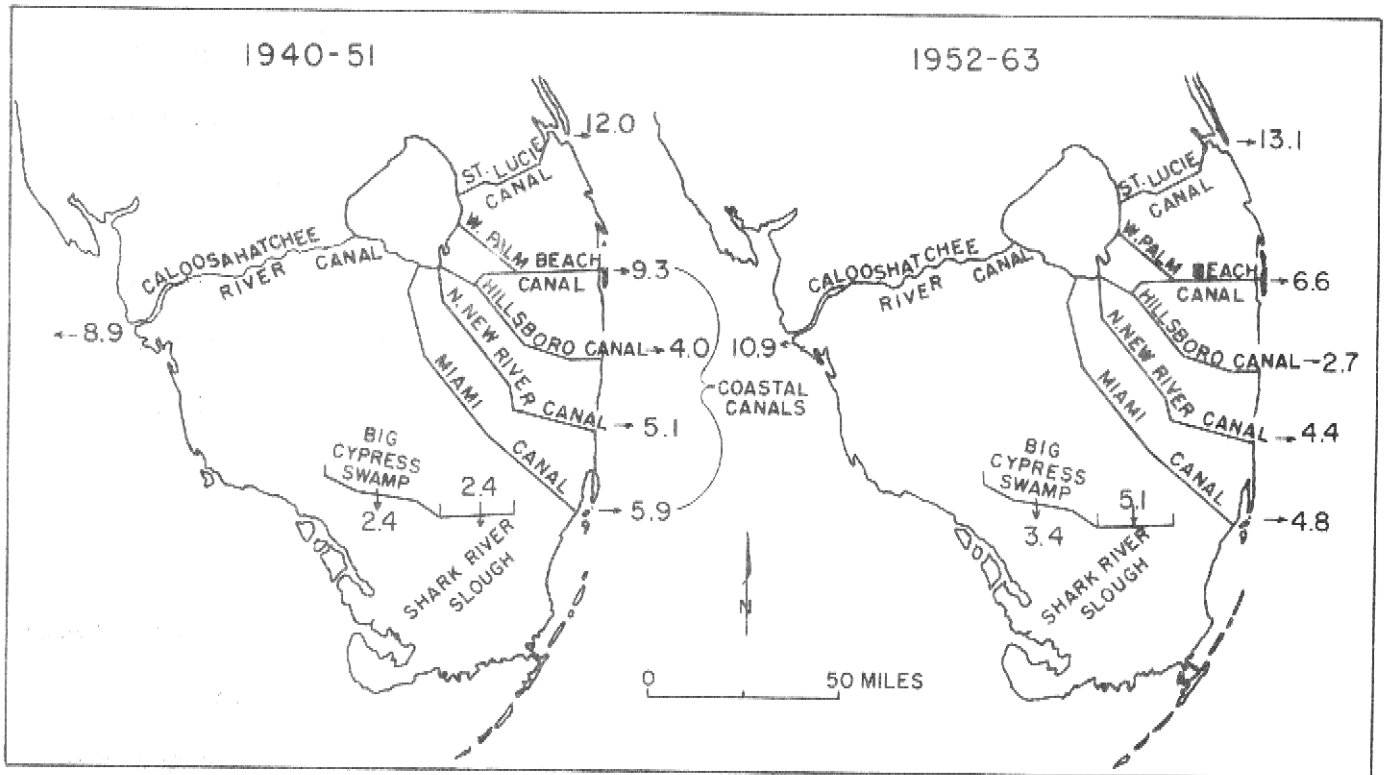 1940-51
12.0
ST. LUCIE
CANAL
W. PALM BEACH
CANAL
9.3
CALOOSAHATCHEE
RIVER CANAL
8.9
HILLSBORO CANAL
4.0
N. NEW RIVER CANAL
5.1
MIAMI CANAL
5.9
COASTAL
CANALS
BIG
CYPRESS
SWAMP
2.4
2.4
SHARK RIVER
SLOUGH
N
0 50 MILES
1952-63
13.1
ST. LUCIE
CANAL
W. PALM BEACH
CANAL
6.6
CALOOSHATCHEE
RIVER CANAL
10.9
HILLSBORO CANAL
2.7
N. NEW RIVER CANAL
4.4
MIAMI CANAL
4.8
BIG
CYPRESS
SWAMP
3.4
5.1
SHARK RIVER
SLOUGH